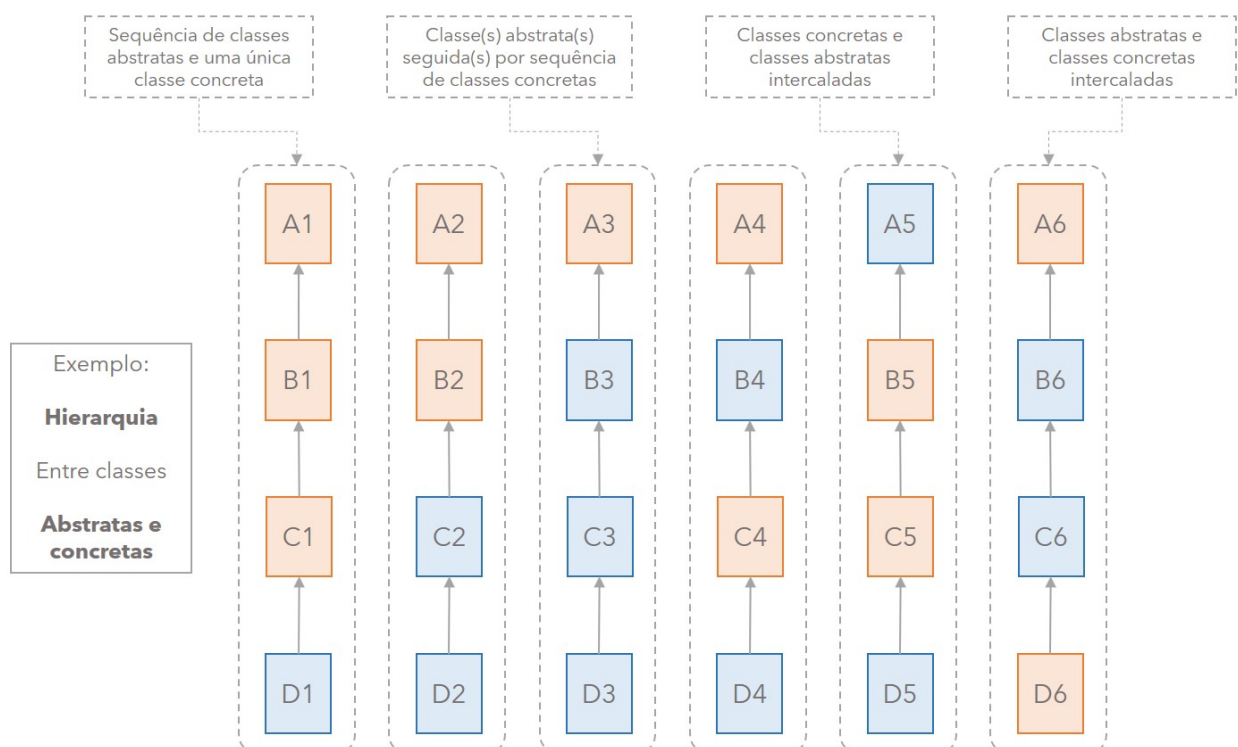 Sequência de classes
abstratas e uma única
classe concreta
Classe(s) abstrata(s)
seguida(s) por sequência
de classes concretas
Classes concretas e
classes abstratas
intercaladas
Classes abstratas e
classes concretas
intercaladas
A1
A2
A3
A4
A5
A6
Exemplo:
Hierarquia
Entre classes
Abstratas e
concretas
B1
B2
B3
B4
B5
B6
C1
C2
C3
C4
C5
C6
D1
D2
D3
D4
D5
D6